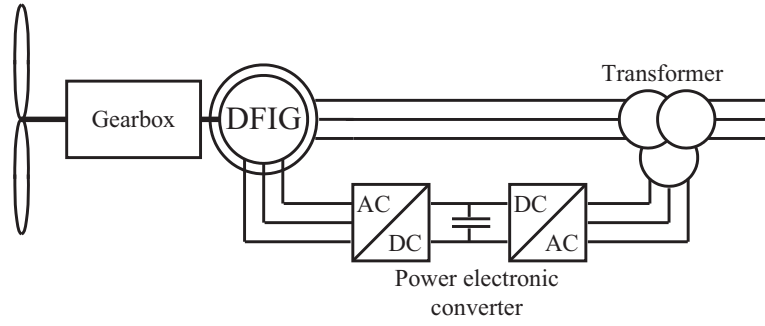 Transformer
Gearbox
DFIG
AC
DC
DC
AC
Power electronic
converter